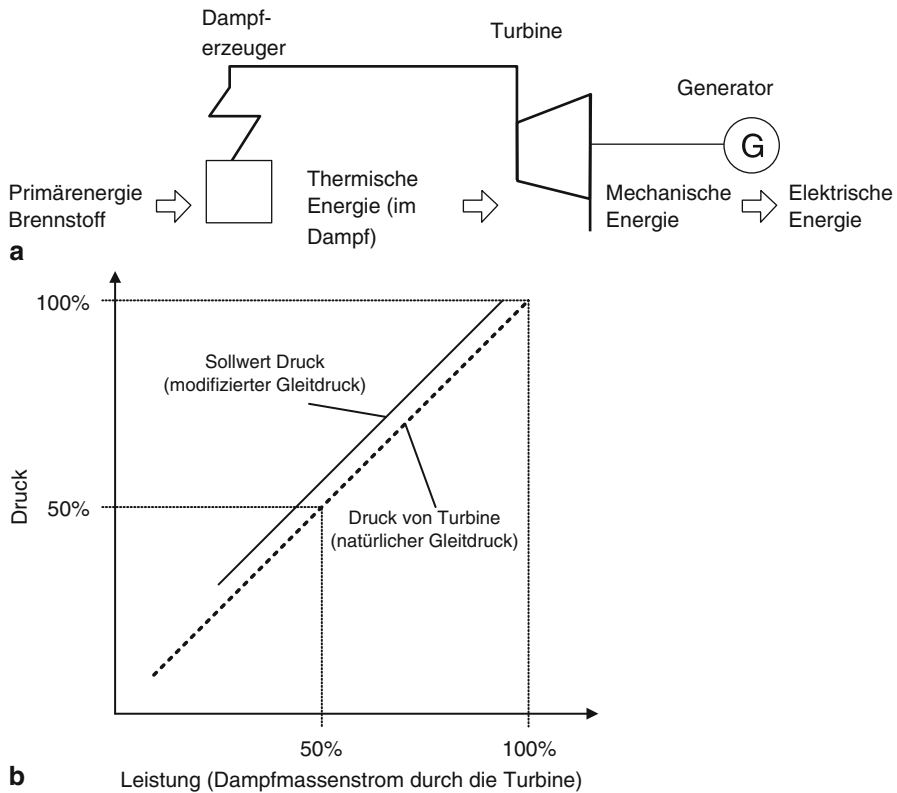 Dampf-
erzeuger
Turbine
Generator
G
Primärenergie
Brennstoff
Thermische
Energie (im
Dampf)
Mechanische
Energie
Elektrische
Energie
a
100%
Sollwert Druck
(modifizierter Gleitdruck)
Druck
50%
Druck von Turbine
(natürlicher Gleitdruck)
50%
100%
b
Leistung (Dampfmassenstrom durch die Turbine)